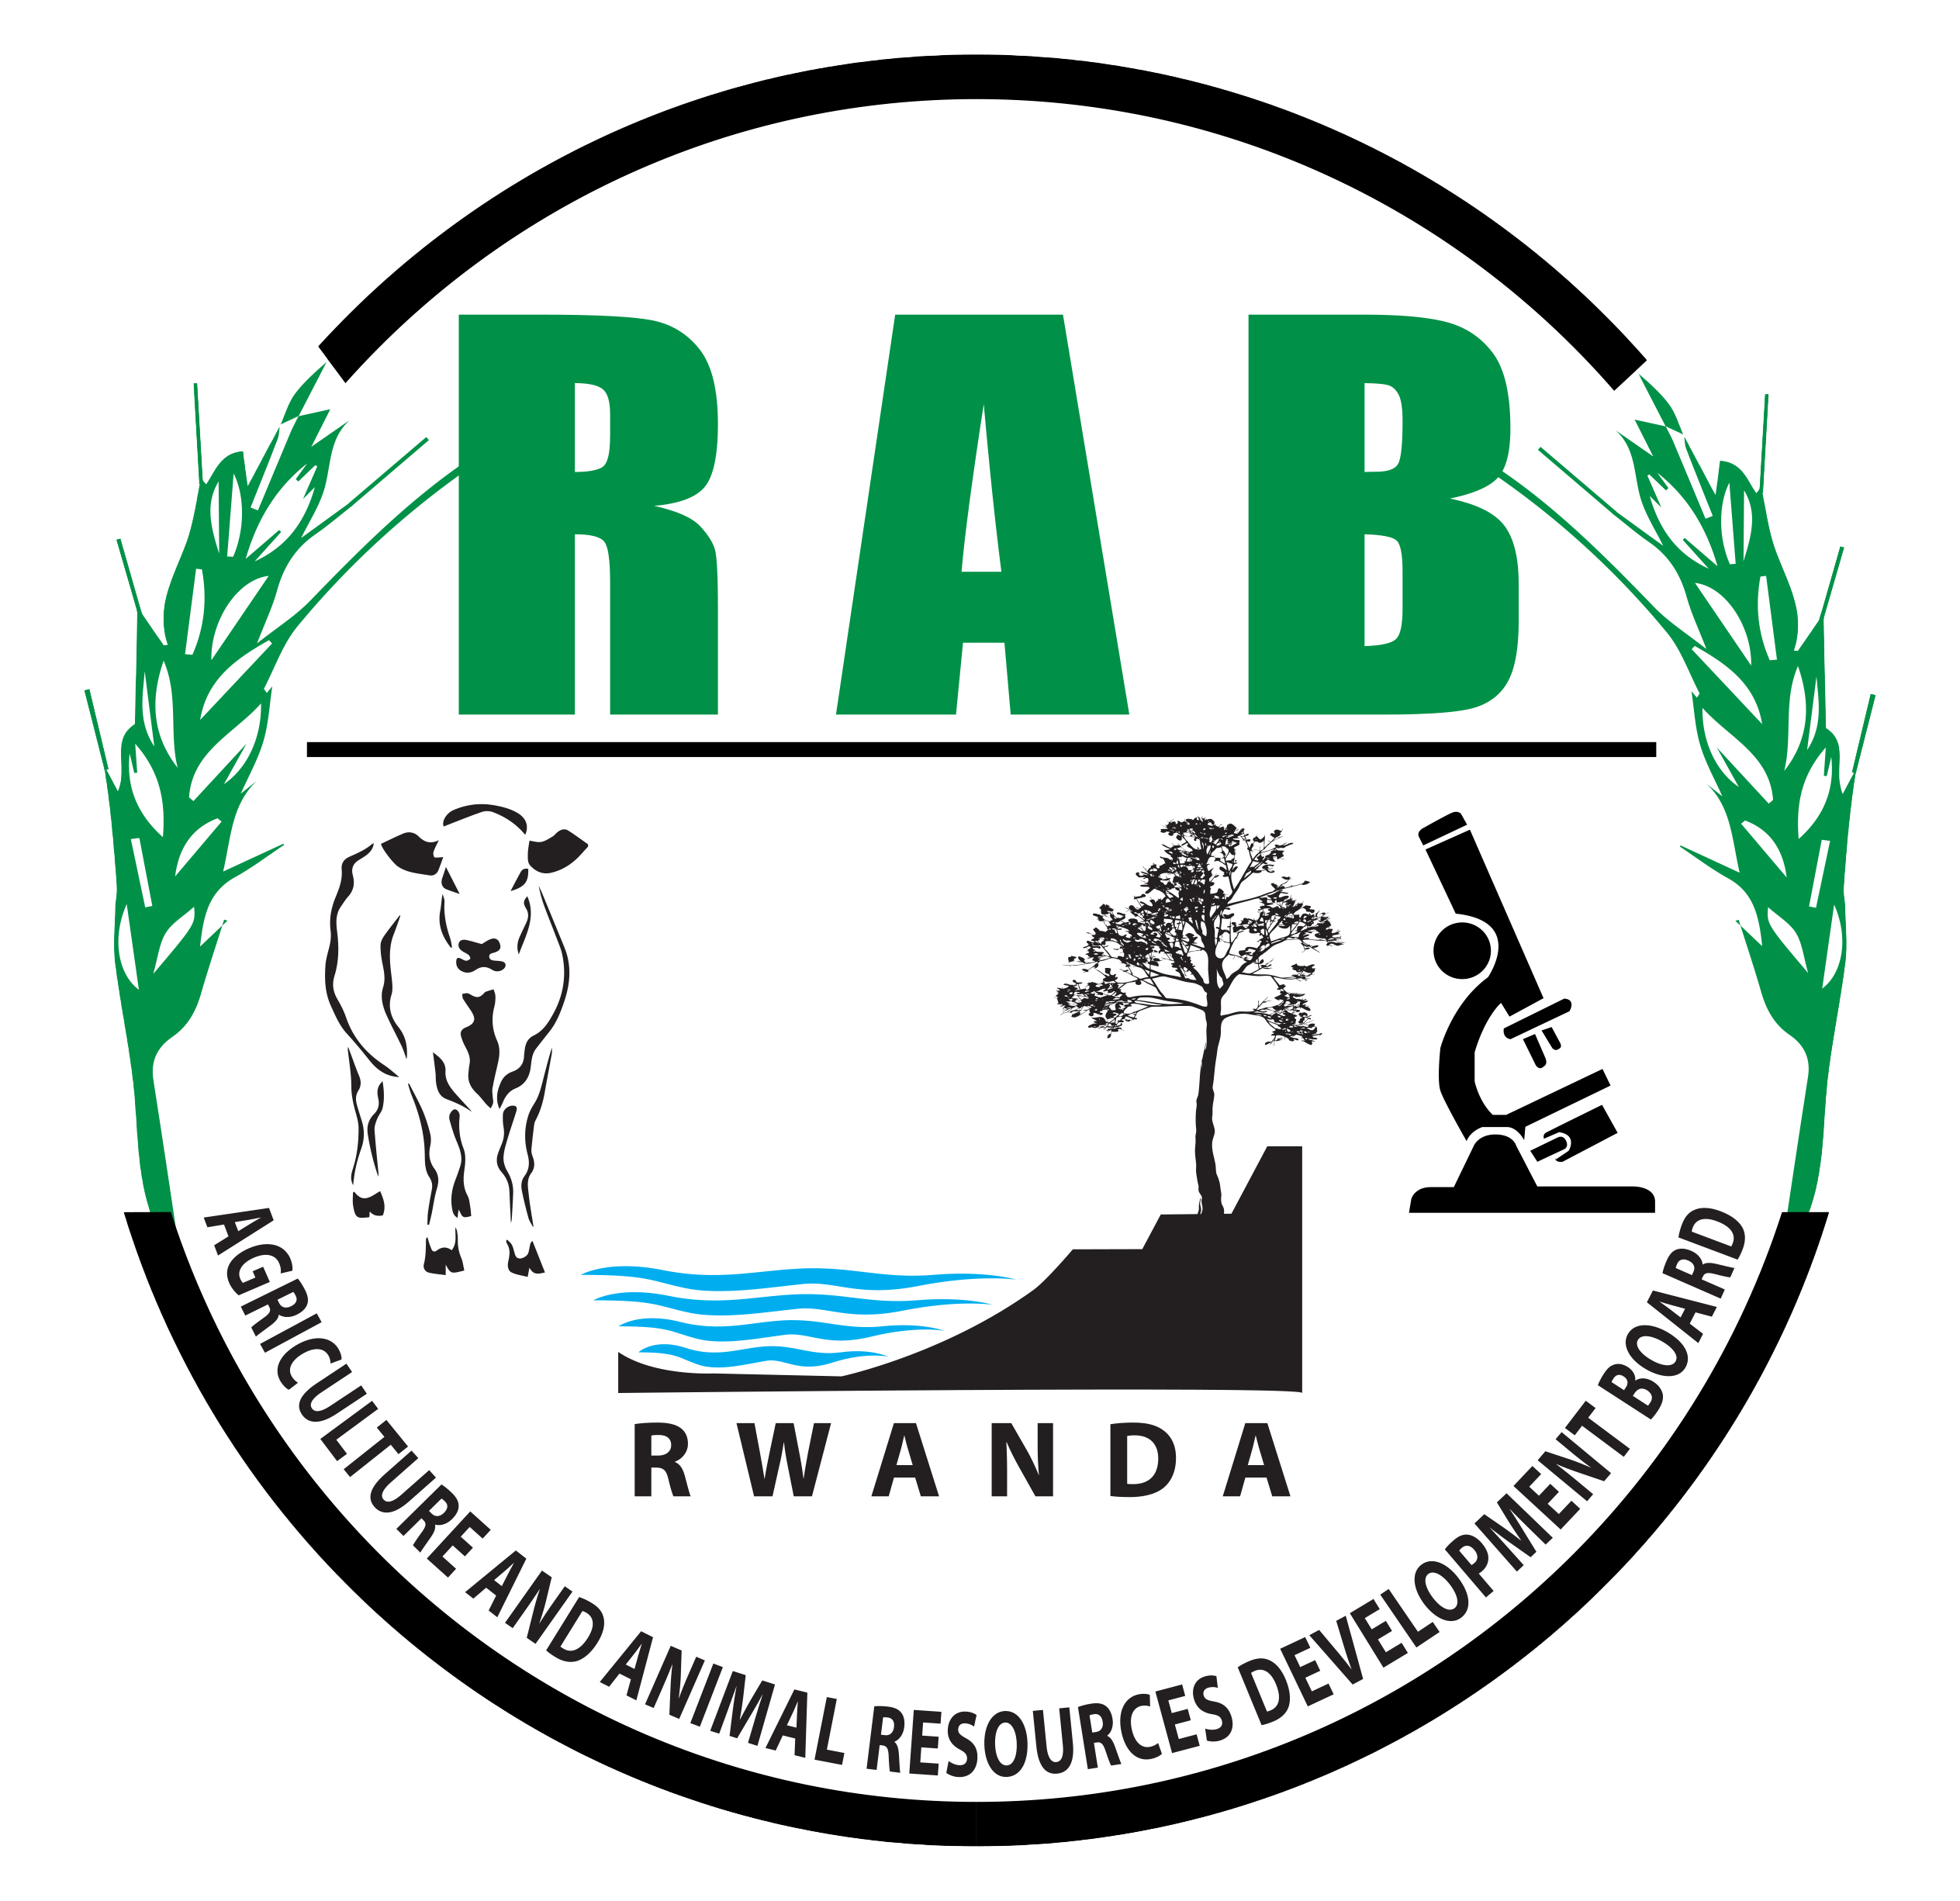 RAB
RWANDA
AGRICULTURE AND ANIMAL RESOURCES DEVELOPMENT BOARD